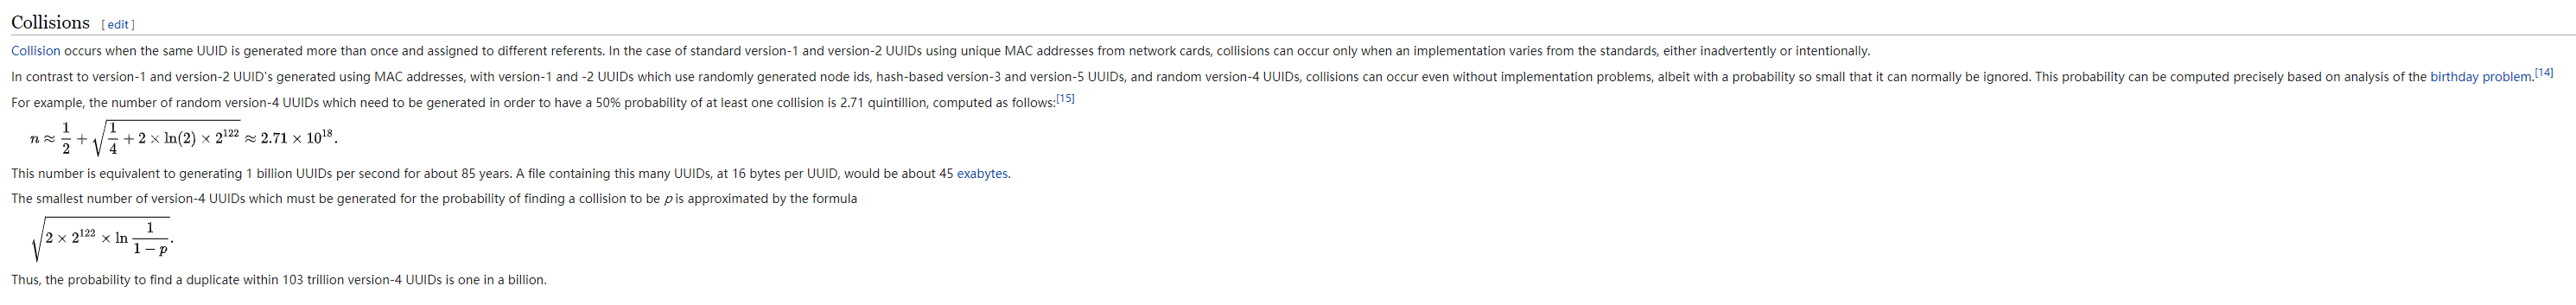 Collisions [ edit ]
Collision occurs when the same UUID is generated more than once and assigned to different referents. In the case of standard version-1 and version-2 UUIDs using unique MAC addresses from network cards, collisions can occur only when an implementation varies from the standards, either inadvertently or intentionally.
In contrast to version-1 and version-2 UUID's generated using MAC addresses, with version-1 and -2 UUIDs which use randomly generated node ids, hash-based version-3 and version-5 UUIDs, and random version-4 UUIDs, collisions can occur even without implementation problems, albeit with a probability so small that it can normally be ignored. This probability can be computed precisely based on analysis of the birthday problem.[14]
For example, the number of random version-4 UUIDs which need to be generated in order to have a 50% probability of at least one collision is 2.71 quintillion, computed as follows:[15]
n ≈ 1/2 + √(1/4 + 2 × ln(2) × 2^122) ≈ 2.71 × 10^18.
This number is equivalent to generating 1 billion UUIDs per second for about 85 years. A file containing this many UUIDs, at 16 bytes per UUID, would be about 45 exabytes.
The smallest number of version-4 UUIDs which must be generated for the probability of finding a collision to be p is approximated by the formula
√(2 × 2^122 × ln 1/(1 − p)).
Thus, the probability to find a duplicate within 103 trillion version-4 UUIDs is one in a billion.